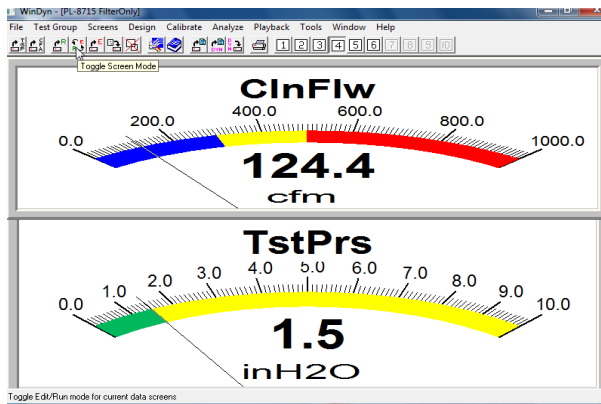 WinDyn - [PL-8715 FilterOnly]
File Test Group Screens Design Calibrate Analyze Playback Tools Window Help
1 2 3 4 5 6 7 8 9 10
Toggle Screen Mode
ClnFlw
0.0 200.0 400.0 600.0 800.0 1000.0
124.4
cfm
TstPrs
0.0 1.0 2.0 3.0 4.0 5.0 6.0 7.0 8.0 9.0 10.0
1.5
inH2O
Toggle Edit/Run mode for current data screens